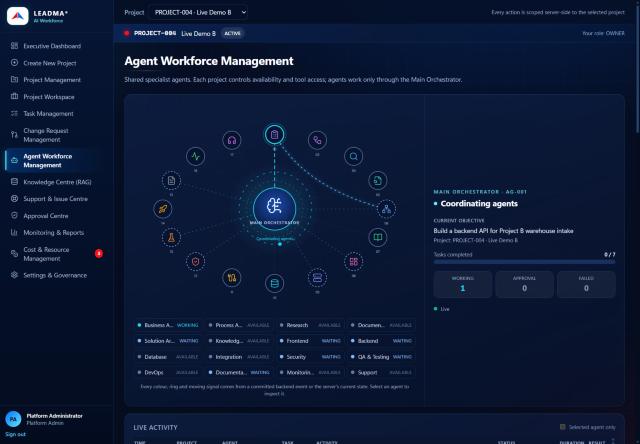 LEADMA*
AI Workforce
Project
PROJECT-004 · Live Demo B
Every action is scoped server-side to the selected project
PROJECT-004 Live Demo B ACTIVE
Your role: OWNER
Executive Dashboard
Create New Project
Project Management
Project Workspace
Task Management
Change Request
Management
Agent Workforce
Management
Knowledge Centre (RAG)
Support & Issue Centre
Approval Centre
Monitoring & Reports
Cost & Resource
Management
Settings & Governance
Platform Administrator
Platform Admin
PA
Sign out
Agent Workforce Management
Shared specialist agents. Each project controls availability and tool access; agents work only through the Main Orchestrator.
MAIN ORCHESTRATOR
Coordinating agents
Business A... WORKING
Process A... AVAILABLE
Research AVAILABLE
Documen... AVAILABLE
Solution Ar... WAITING
Knowledg... AVAILABLE
Frontend WAITING
Backend WAITING
Database AVAILABLE
Integration AVAILABLE
Security WAITING
QA & Testing WAITING
DevOps AVAILABLE
Documenta... WAITING
Monitorin... AVAILABLE
Support AVAILABLE
Every colour, ring and moving signal comes from a committed backend event or the server's current state. Select an agent to
inspect it.
MAIN ORCHESTRATOR · AG-001
Coordinating agents
CURRENT OBJECTIVE
Build a backend API for Project B warehouse intake
Project: PROJECT-004 · Live Demo B
Tasks completed 0 / 7
WORKING
1
APPROVAL
0
FAILED
0
Live
LIVE ACTIVITY
Selected agent only
TIME PROJECT AGENT TASK ACTIVITY STATUS DURATION RESULT